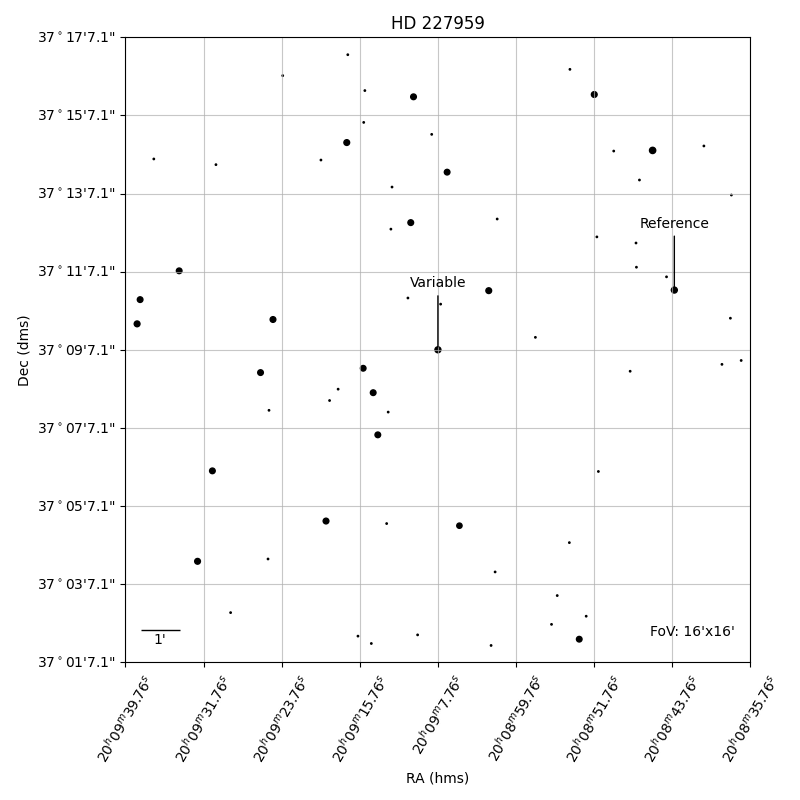 HD 227959
37°17'7.1"
37°15'7.1"
37°13'7.1"
37°11'7.1"
37°09'7.1"
37°07'7.1"
37°05'7.1"
37°03'7.1"
37°01'7.1"
Dec (dms)
Reference
Variable
1'
FoV: 16'x16'
20ʰ09ᵐ39.76ˢ
20ʰ09ᵐ31.76ˢ
20ʰ09ᵐ23.76ˢ
20ʰ09ᵐ15.76ˢ
20ʰ09ᵐ7.76ˢ
20ʰ08ᵐ59.76ˢ
20ʰ08ᵐ51.76ˢ
20ʰ08ᵐ43.76ˢ
20ʰ08ᵐ35.76ˢ
RA (hms)